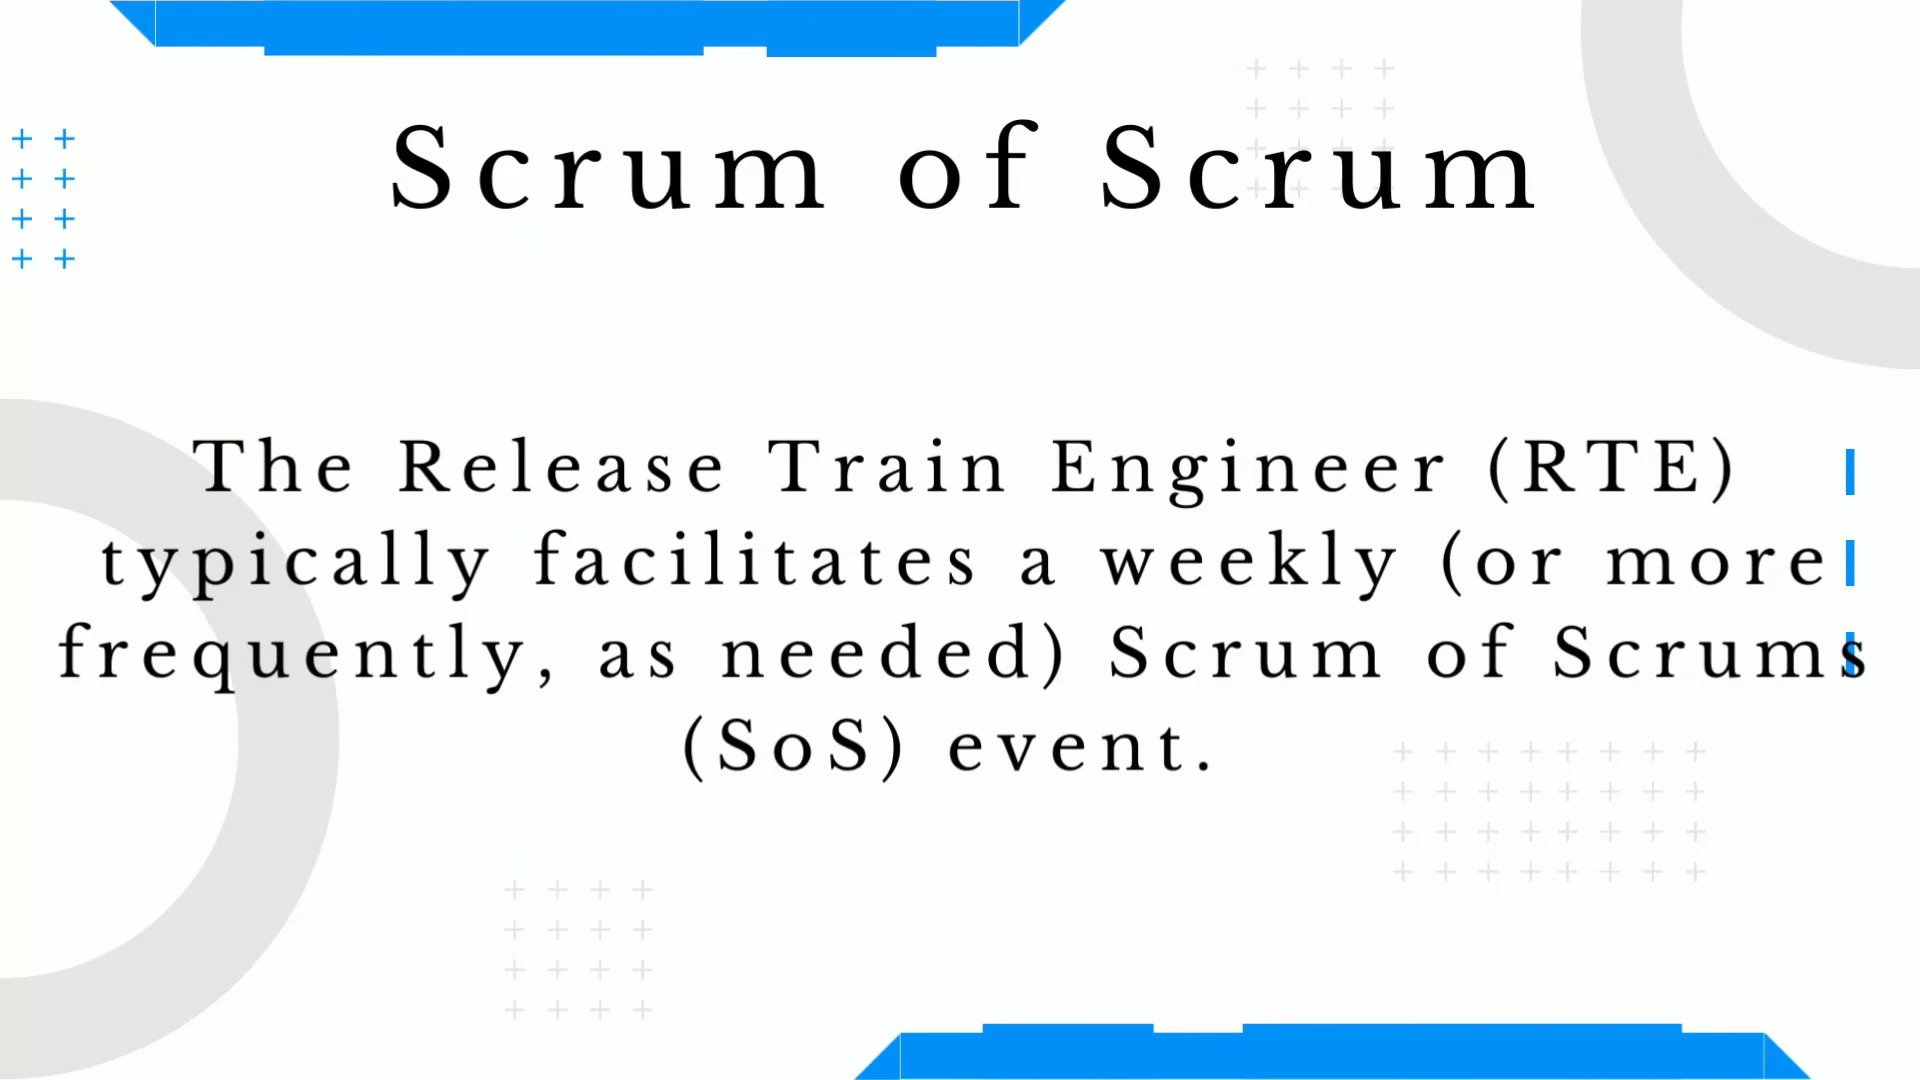 Scrum of Scrum
The Release Train Engineer (RTE)
typically facilitates a weekly (or more
frequently, as needed) Scrum of Scrums
(SoS) event.